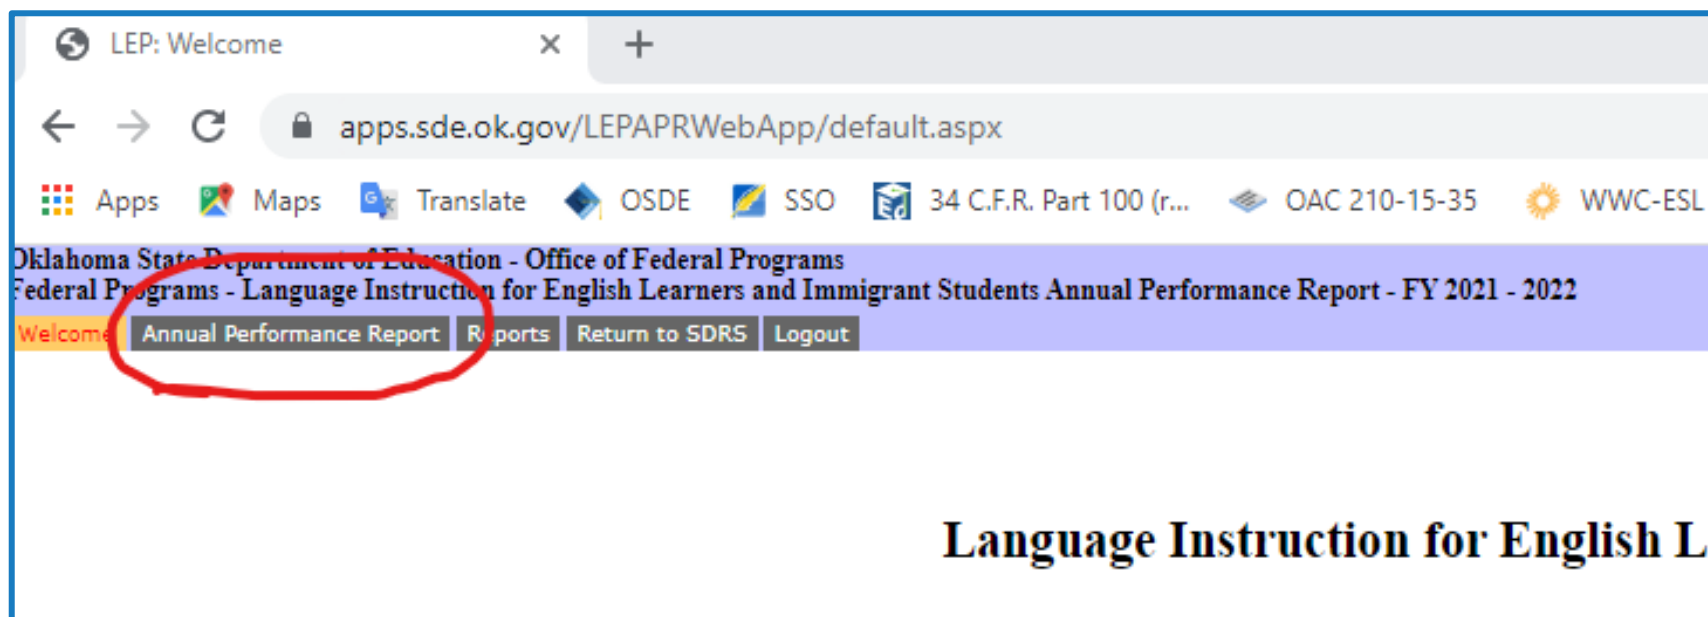 LEP: Welcome
apps.sde.ok.gov/LEPAPRWebApp/default.aspx
Apps Maps Translate OSDE SSO 34 C.F.R. Part 100 (r... OAC 210-15-35 WWC-ESL
Oklahoma State Department of Education - Office of Federal Programs
Federal Programs - Language Instruction for English Learners and Immigrant Students Annual Performance Report - FY 2021 - 2022
Welcome Annual Performance Report Reports Return to SDRS Logout
Language Instruction for English L